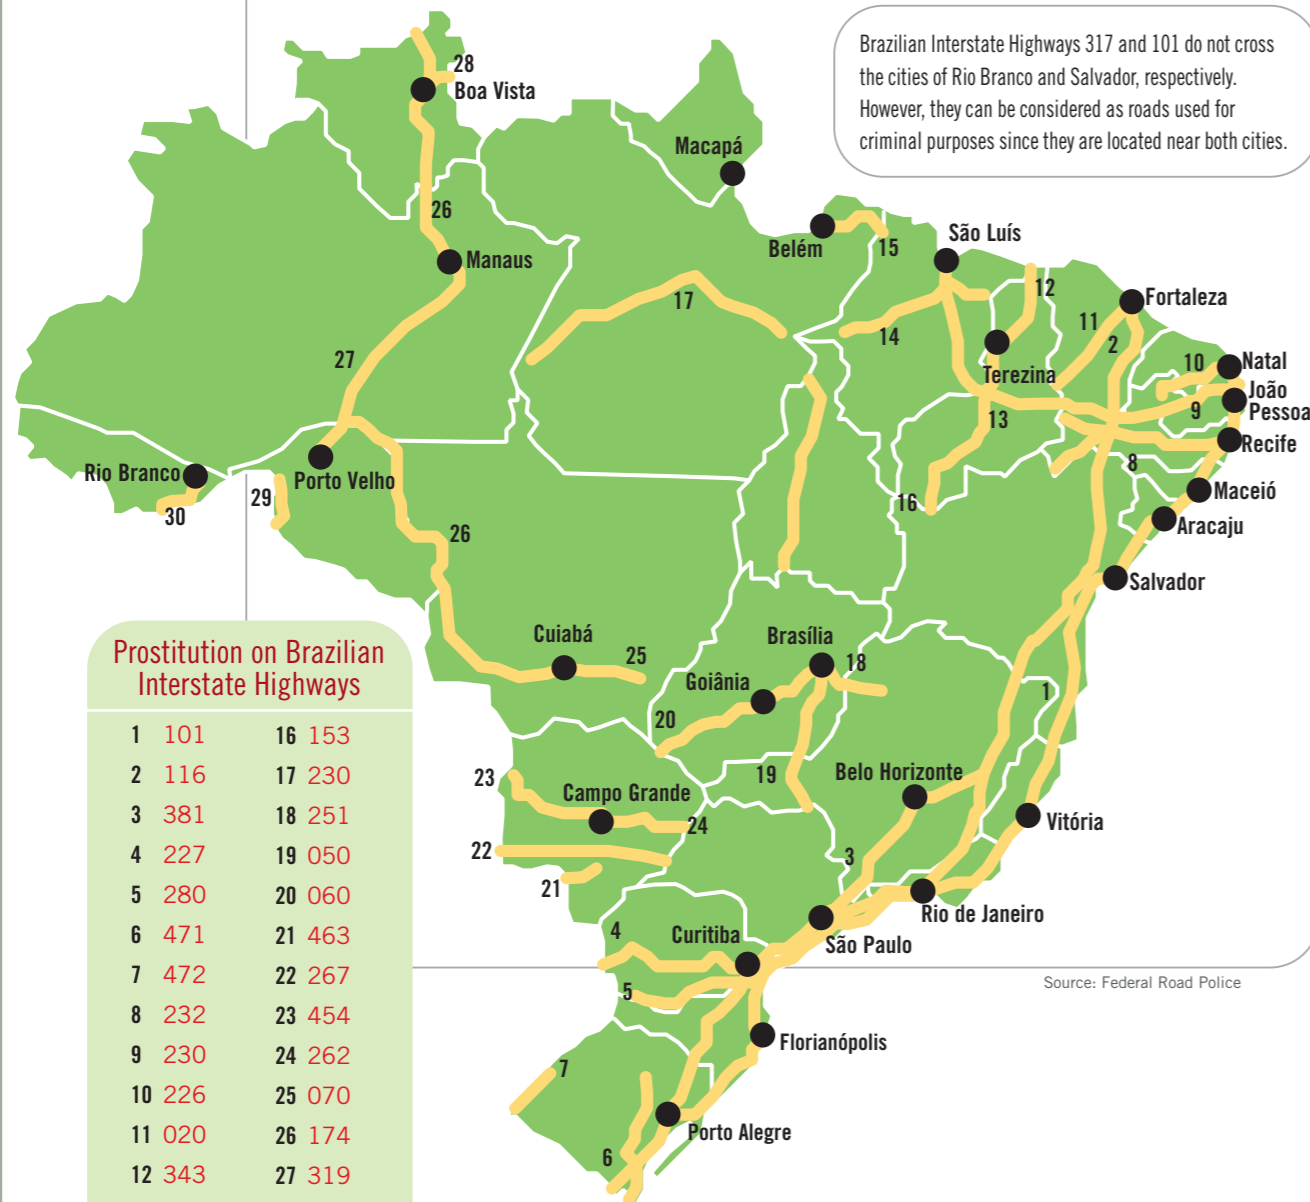 Brazilian Interstate Highways 317 and 101 do not cross
the cities of Rio Branco and Salvador, respectively.
However, they can be considered as roads used for
criminal purposes since they are located near both cities.
28
Boa Vista
Macapá
26
Manaus
Belém
15
São Luís
17
14
12
Fortaleza
11
2
27
Terezina
10
Natal
João
Pessoa
9
13
Recife
8
Rio Branco
Porto Velho
29
30
16
Maceió
Aracaju
26
Salvador
Cuiabá
25
Brasília
18
Goiânia
20
1
19
Belo Horizonte
23
Campo Grande
24
Vitória
22
3
21
Rio de Janeiro
4
Curitiba
São Paulo
5
Florianópolis
7
Porto Alegre
6
Source: Federal Road Police
Prostitution on Brazilian
Interstate Highways
1 101
2 116
3 381
4 227
5 280
6 471
7 472
8 232
9 230
10 226
11 020
12 343
16 153
17 230
18 251
19 050
20 060
21 463
22 267
23 454
24 262
25 070
26 174
27 319